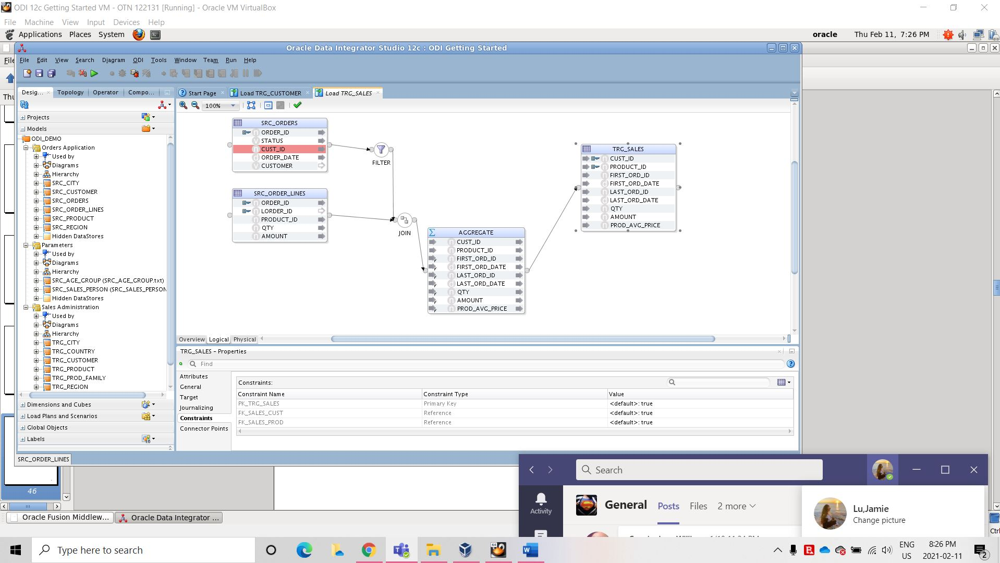 ODI 12c Getting Started VM - OTN 122131 [Running] - Oracle VM VirtualBox
File Machine View Input Devices Help
Applications Places System oracle Thu Feb 11, 7:26 PM
Oracle Data Integrator Studio 12c : ODI Getting Started
File Edit View Search Diagram ODI Tools Window Team Run Help
Desig... Topology Operator Compo... Start Page Load TRG_CUSTOMER Load TRG_SALES
100%
Projects
Models
ODI_DEMO
Orders Application
Used by
Diagrams
Hierarchy
SRC_CITY
SRC_CUSTOMER
SRC_ORDERS
SRC_ORDER_LINES
SRC_PRODUCT
SRC_REGION
Hidden DataStores
Parameters
Used by
Diagrams
Hierarchy
SRC_AGE_GROUP (SRC_AGE_GROUP.txt)
SRC_SALES_PERSON (SRC_SALES_PERSON
Hidden DataStores
Sales Administration
Used by
Diagrams
Hierarchy
TRG_CITY
TRG_COUNTRY
TRG_CUSTOMER
TRG_PRODUCT
TRG_PROD_FAMILY
TRG_REGION
Dimensions and Cubes
Load Plans and Scenarios
Global Objects
Labels
SRC_ORDERS
ORDER_ID
STATUS
CUST_ID
ORDER_DATE
CUSTOMER
FILTER
SRC_ORDER_LINES
ORDER_ID
LORDER_ID
PRODUCT_ID
QTY
AMOUNT
JOIN
AGGREGATE
CUST_ID
PRODUCT_ID
FIRST_ORD_ID
FIRST_ORD_DATE
LAST_ORD_ID
LAST_ORD_DATE
QTY
AMOUNT
PROD_AVG_PRICE
TRG_SALES
CUST_ID
PRODUCT_ID
FIRST_ORD_ID
FIRST_ORD_DATE
LAST_ORD_ID
LAST_ORD_DATE
QTY
AMOUNT
PROD_AVG_PRICE
Overview Logical Physical
TRG_SALES - Properties
Find
Attributes
General
Target
Journalizing
Constraints
Connector Points
Constraints:
Constraint Name Constraint Type Value
PK_TRG_SALES Primary Key <default>: true
FK_SALES_CUST Reference <default>: true
FK_SALES_PROD Reference <default>: true
SRC_ORDER_LINES
46
Oracle Fusion Middlew... Oracle Data Integrator ...
Search
Activity
General Posts Files 2 more
Lu,Jamie
Change picture
Ctrl
Type here to search
ENG
US
8:26 PM
2021-02-11
2